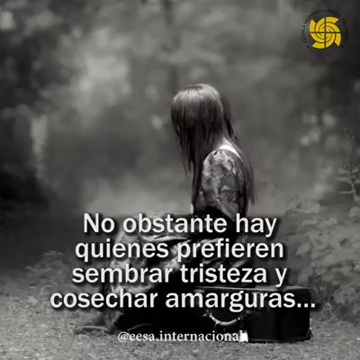 No obstante hay
quienes prefieren
sembrar tristeza y
cosechar amarguras...
@eesa.internacional